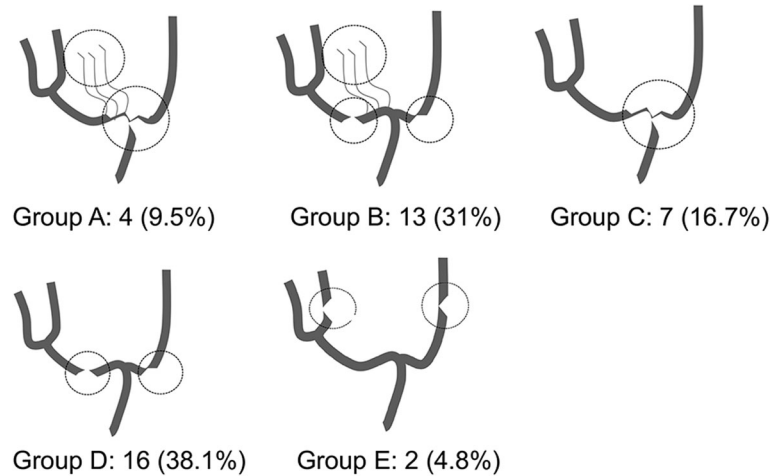 Group A: 4 (9.5%)
Group B: 13 (31%)
Group C: 7 (16.7%)
Group D: 16 (38.1%)
Group E: 2 (4.8%)